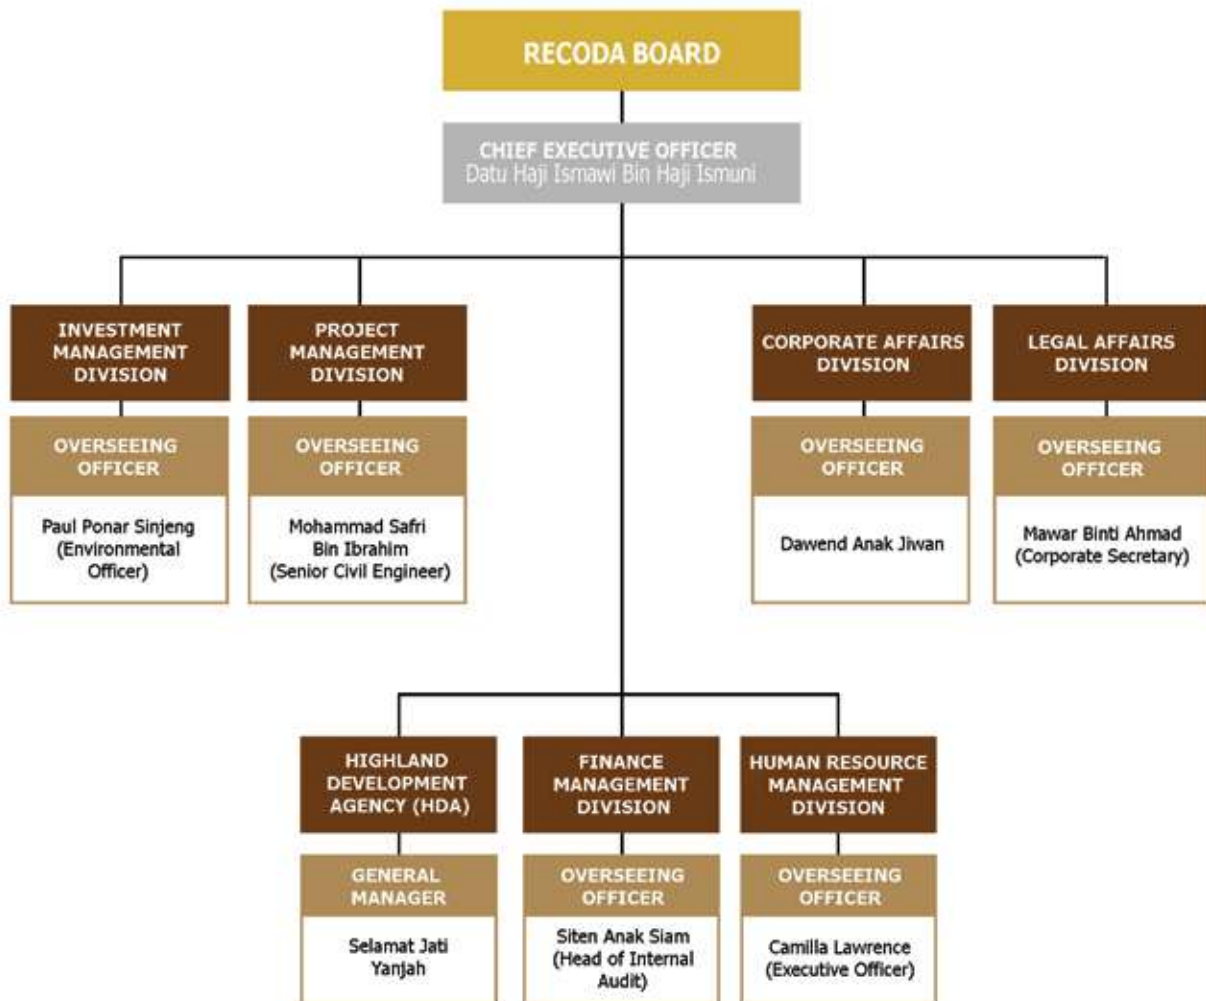 RECODA BOARD
CHIEF EXECUTIVE OFFICER
Datu Haji Ismawi Bin Haji Ismuni
INVESTMENT
MANAGEMENT
DIVISION
OVERSEEING
OFFICER
Paul Ponar Sinjeng
(Environmental
Officer)
PROJECT
MANAGEMENT
DIVISION
OVERSEEING
OFFICER
Mohammad Safri
Bin Ibrahim
(Senior Civil Engineer)
CORPORATE AFFAIRS
DIVISION
OVERSEEING
OFFICER
Dawend Anak Jiwan
LEGAL AFFAIRS
DIVISION
OVERSEEING
OFFICER
Mawar Binti Ahmad
(Corporate Secretary)
HIGHLAND
DEVELOPMENT
AGENCY (HDA)
GENERAL
MANAGER
Selamat Jati
Yanjah
FINANCE
MANAGEMENT
DIVISION
OVERSEEING
OFFICER
Siten Anak Siam
(Head of Internal
Audit)
HUMAN RESOURCE
MANAGEMENT
DIVISION
OVERSEEING
OFFICER
Camilla Lawrence
(Executive Officer)